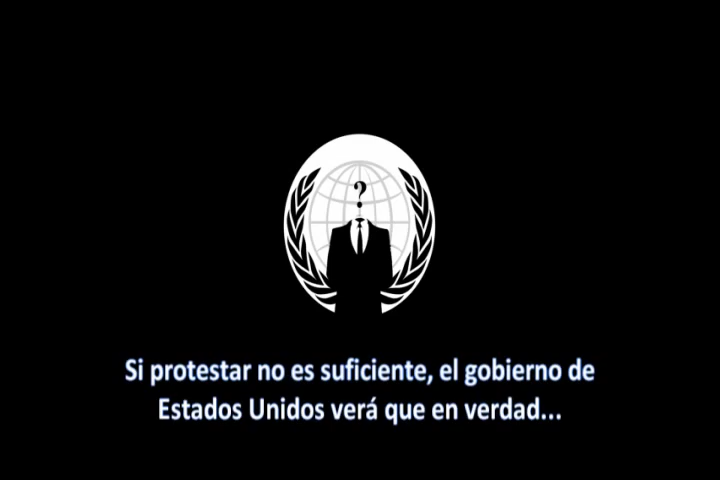 ?
Si protestar no es suficiente, el gobierno de
Estados Unidos verá que en verdad...